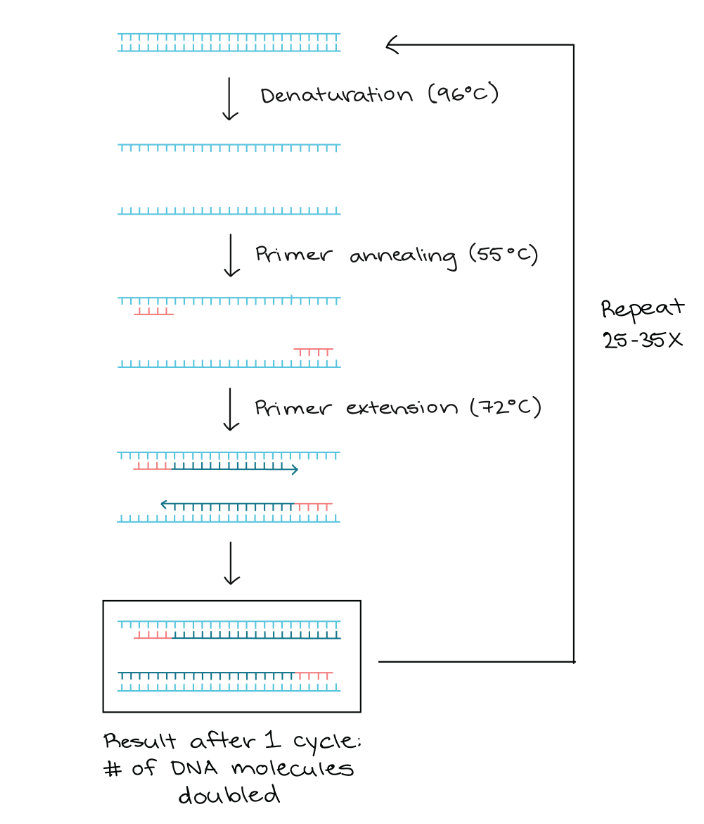 Denaturation (96°C)
Primer annealing (55°C)
Repeat
25-35X
Primer extension (72°C)
Result after 1 cycle:
# of DNA molecules
doubled